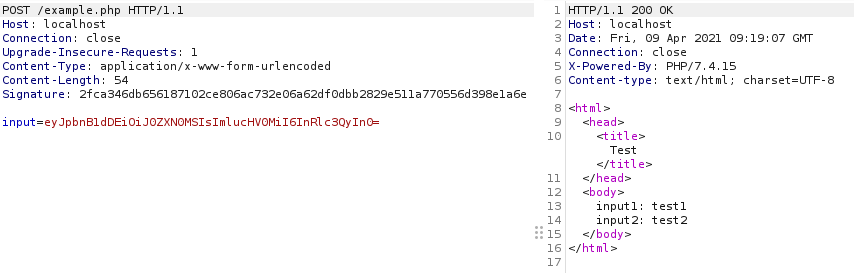 POST /example.php HTTP/1.1
Host: localhost
Connection: close
Upgrade-Insecure-Requests: 1
Content-Type: application/x-www-form-urlencoded
Content-Length: 54
Signature: 2fca346db656187102ce806ac732e06a62df0dbb2829e511a770556d398e1a6e
input=eyJpbnB1dDEiOiJ0ZXN0MSIsImlucHV0MiI6InRlc3QyIn0=
1 HTTP/1.1 200 OK
2 Host: localhost
3 Date: Fri, 09 Apr 2021 09:19:07 GMT
4 Connection: close
5 X-Powered-By: PHP/7.4.15
6 Content-type: text/html; charset=UTF-8
7
8 <html>
9 <head>
10 <title>
Test
</title>
11 </head>
12 <body>
13 input1: test1
14 input2: test2
15 </body>
16 </html>
17